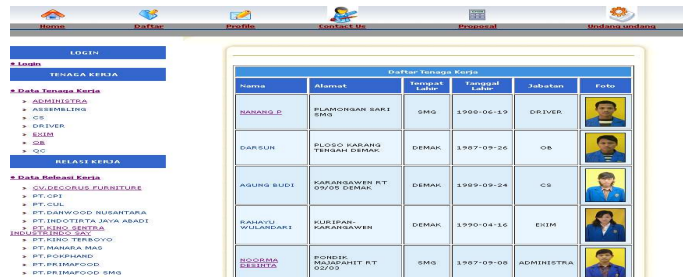 Home Daftar Profile Contact Us Proposal Undang undang
LOGIN
Login
TENAGA KERJA
Data Tenaga Kerja
ADMINISTRA
ASSEMBLING
CS
DRIVER
EXIM
OB
QC
RELASI KERJA
Data Releasi Kerja
CV.DECORUS FURNITURE
PT.CPI
PT.CUL
PT.DANWOOD NUSANTARA
PT.INDOTIRTA JAYA ABADI
PT.KINO SENTRA
INDUSTRINDO SAY
PT.KINO TERBOYO
PT.MANARA MAS
PT.POKPHAND
PT.PRIMAFOOD
PT.PRIMAFOOD SMG
Daftar Tenaga Kerja
Nama Alamat Tempat Lahir Tanggal Lahir Jabatan Foto
NANANG P PLAMONGAN SARI SMG SMG 1988-06-19 DRIVER
DARSUN PLOSO KARANG TENGAH DEMAK DEMAK 1987-09-26 OB
AGUNG BUDI KARANGAWEN RT 09/05 DEMAK DEMAK 1989-09-24 CS
RAHAYU WULANDARI KURIPAN-KARANGAWEN DEMAK 1990-04-16 EXIM
NOORMA DESINTA PONDIK MAJAPAHIT RT 02/03 SMG 1987-09-08 ADMINISTRA